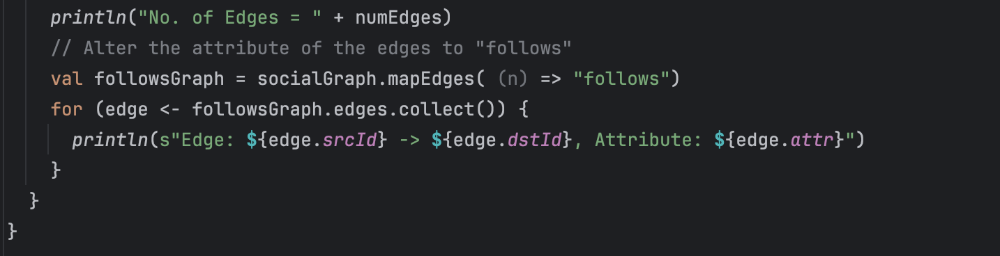 println("No. of Edges = " + numEdges)
// Alter the attribute of the edges to "follows"
val followsGraph = socialGraph.mapEdges( (n) => "follows")
for (edge <- followsGraph.edges.collect()) {
println(s"Edge: ${edge.srcId} -> ${edge.dstId}, Attribute: ${edge.attr}")
}
}
}